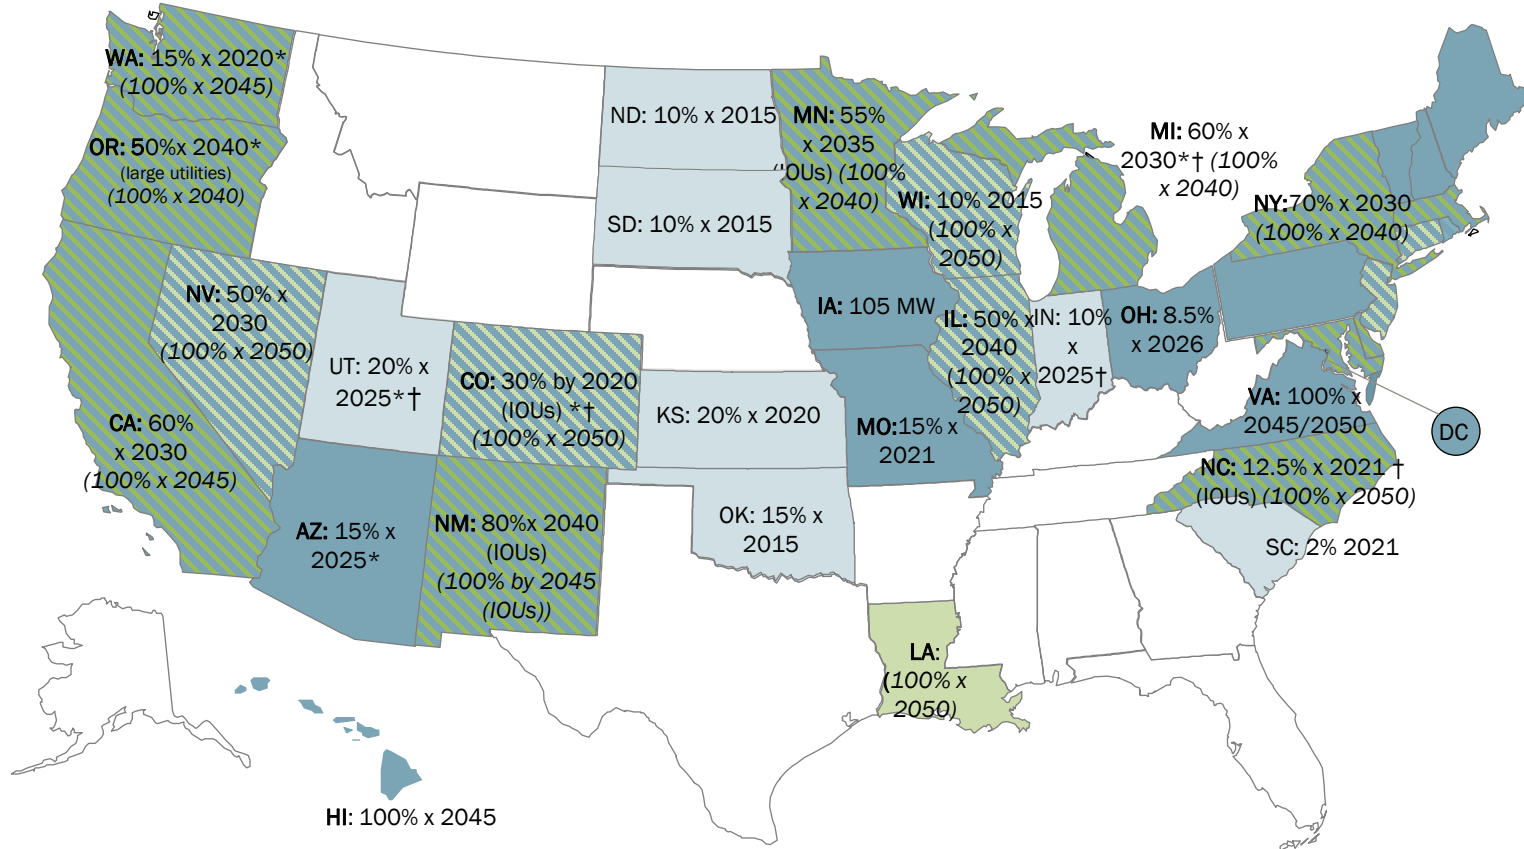 WA: 15% x 2020*
(100% x 2045)
OR: 50%x 2040*
(large utilities)
(100% x 2040)
CA: 60%
x 2030
(100% x 2045)
NV: 50% x
2030
(100% x 2050)
UT: 20% x
2025*†
AZ: 15% x
2025*
CO: 30% by 2020
(IOUs) *†
(100% x 2050)
NM: 80%x 2040
(IOUs)
(100% by 2045
(IOUs))
ND: 10% x 2015
SD: 10% x 2015
KS: 20% x 2020
OK: 15% x
2015
MN: 55%
x 2035
(IOUs) (100%
x 2040)
IA: 105 MW
MO:15% x
2021
LA:
(100% x
2050)
WI: 10% 2015
(100% x
2050)
IL: 50% x
2040
(100% x
2050)
IN: 10%
x
2025†
MI: 60% x
2030*† (100%
x 2040)
OH: 8.5%
x 2026
NY:70% x 2030
(100% x 2040)
VA: 100% x
2045/2050
DC
NC: 12.5% x 2021 †
(IOUs) (100% x 2050)
SC: 2% 2021
HI: 100% x 2045